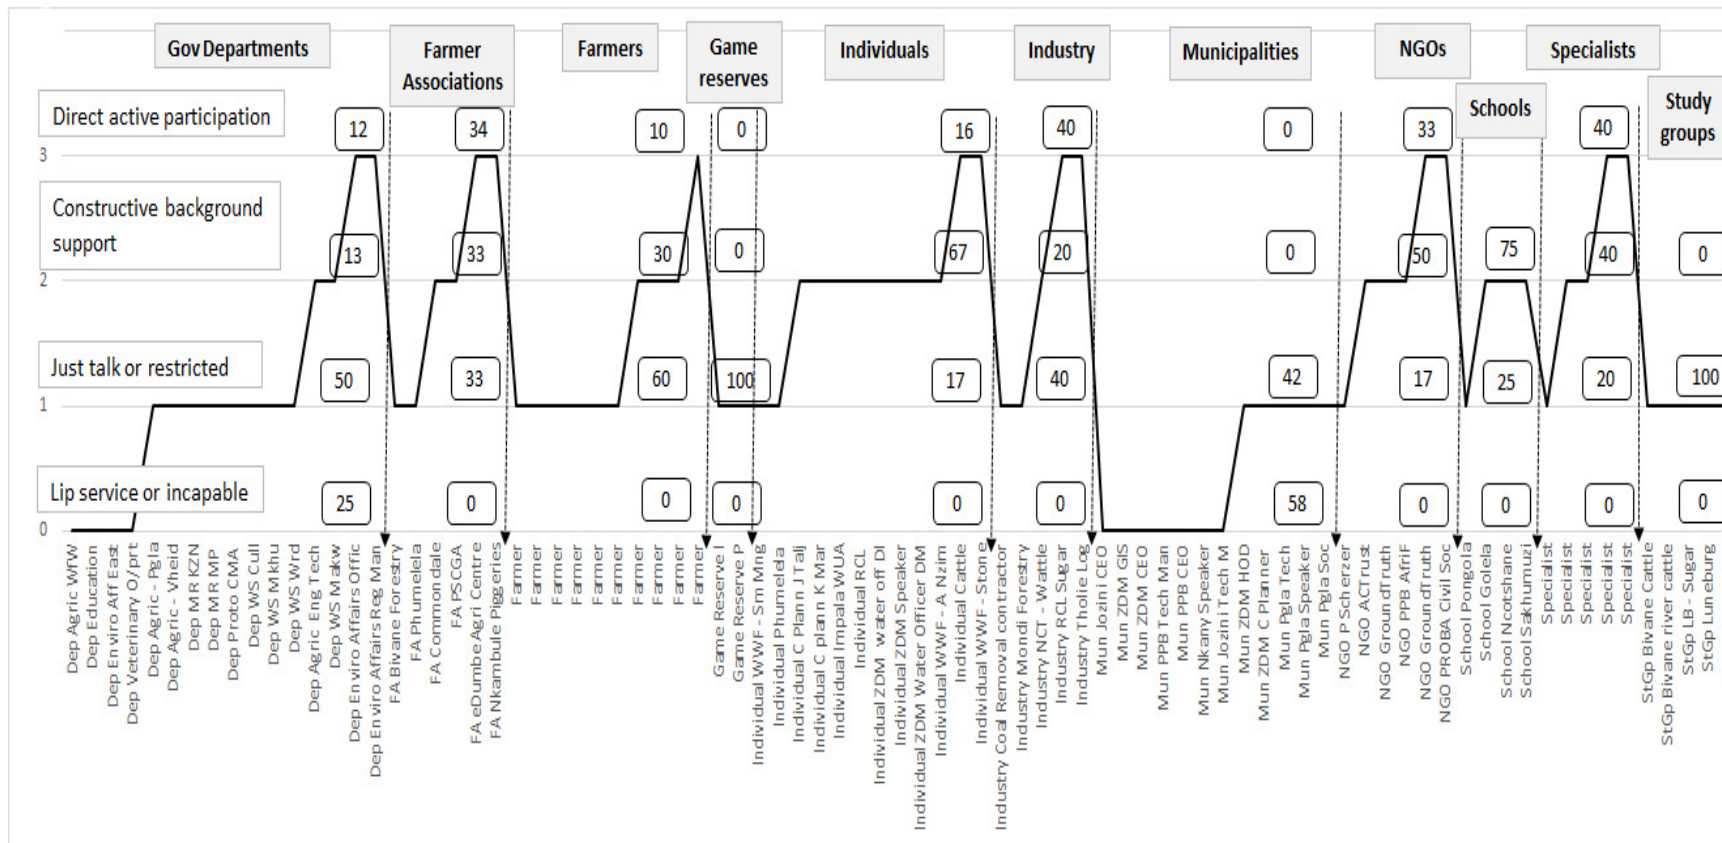 Gov Departments
Farmer
Associations
Farmers
Game
reserves
Individuals
Industry
Municipalities
NGOs
Schools
Specialists
Study
groups
Direct active participation
12
34
10
0
16
40
0
33
40
3
Constructive background
support
13
33
30
0
67
20
0
50
75
40
0
2
Just talk or restricted
50
33
60
100
17
40
42
17
25
20
100
1
Lip service or incapable
25
0
0
0
0
0
58
0
0
0
0
0
Dep Agric WfW
Dep Education
Dep Enviro Aff East
Dep Veterinary O/prt
Dep Agric - Pgla
Dep Agric - Vheid
Dep MR KZN
Dep MR MP
Dep Proto CMA
Dep WS Cull
Dep WS Mkhu
Dep WS Wrd
Dep Agric Eng Tech
Dep WS Makw
Dep Enviro Affairs Offic
Dep Enviro Affairs Reg Man
FA Bivane Forestry
FA Phumelela
FA Commondale
FA PSCGA
FA eDumbe Agri Centre
FA Nkambule Piggeries
Farmer
Farmer
Farmer
Farmer
Farmer
Farmer
Farmer
Farmer
Farmer
Farmer
Game Reserve I
Game Reserve P
Individual WWF - Sm Mng
Individual Phumelela
Individual C Plann J Talj
Individual C plan n K Mar
Individual Impala WUA
Individual RCL
Individual ZDM water off DI
Individual ZDM Speaker
Individual ZDM Water Officer DM
Individual WWF - A Nzim
Individual Cattle
Individual WWF - Stone
Industry Coal Removal contractor
Industry Mondi Forestry
Industry NCT - Wattle
Industry RCL Sugar
Industry Tholie Log
Mun Jozini CEO
Mun ZDM GIS
Mun ZDM CEO
Mun PPB Tech Man
Mun PPB CEO
Mun Nkany Speaker
Mun Jozini Tech M
Mun ZDM HOD
Mun ZDM C Planner
Mun Pgla Tech
Mun Pgla Speaker
Mun Pgla Soc
NGO P Scherzer
NGO ACTrust
NGO GroundTruth
NGO PPB AfriF
NGO GroundTruth
NGO PROBA Civil Soc
School Pongola
School Golela
School Ncotshane
School Sakhumuzi
Specialist
Specialist
Specialist
Specialist
Specialist
StGp Bivane Cattle
StGp Bivane river cattle
StGp LB - Sugar
StGp Luneburg